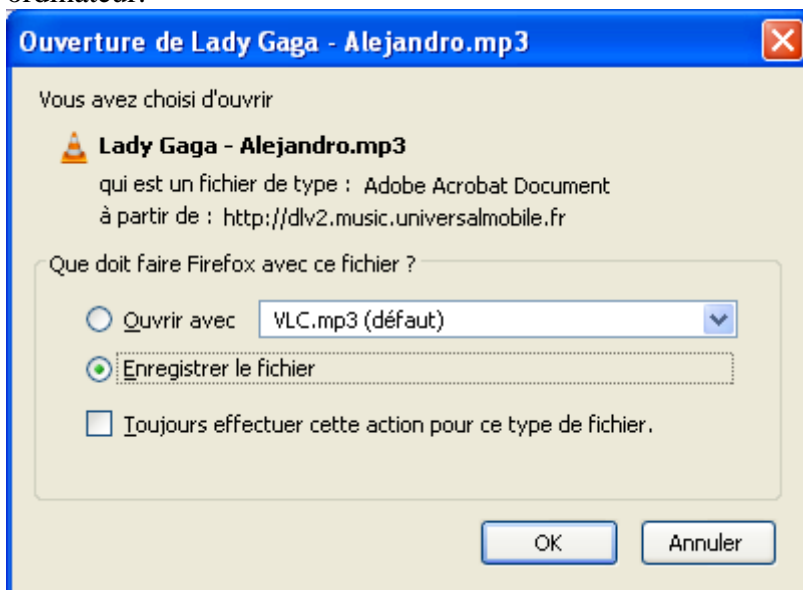 ordinateur.
Ouverture de Lady Gaga - Alejandro.mp3
Vous avez choisi d'ouvrir
Lady Gaga - Alejandro.mp3
qui est un fichier de type : Adobe Acrobat Document
à partir de : http://dlv2.music.universalmobile.fr
Que doit faire Firefox avec ce fichier ?
Ouvrir avec VLC.mp3 (défaut)
Enregistrer le fichier
Toujours effectuer cette action pour ce type de fichier.
OK Annuler